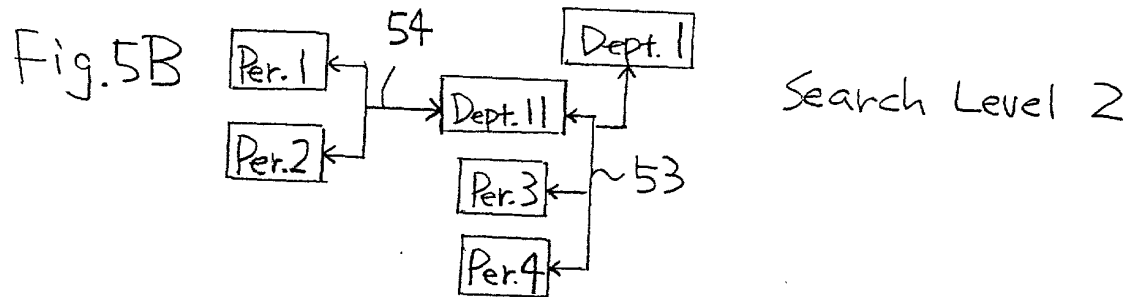 Fig.5B
54
Dept. 1
Per.1
Search Level 2
Dept.11
Per.2
53
Per.3
Per.4